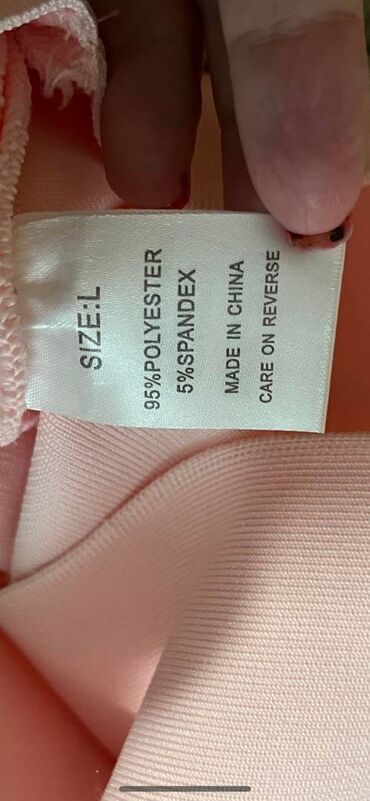 SIZE:L
95%POLYESTER
5%SPANDEX
MADE IN CHINA
CARE ON REVERSE